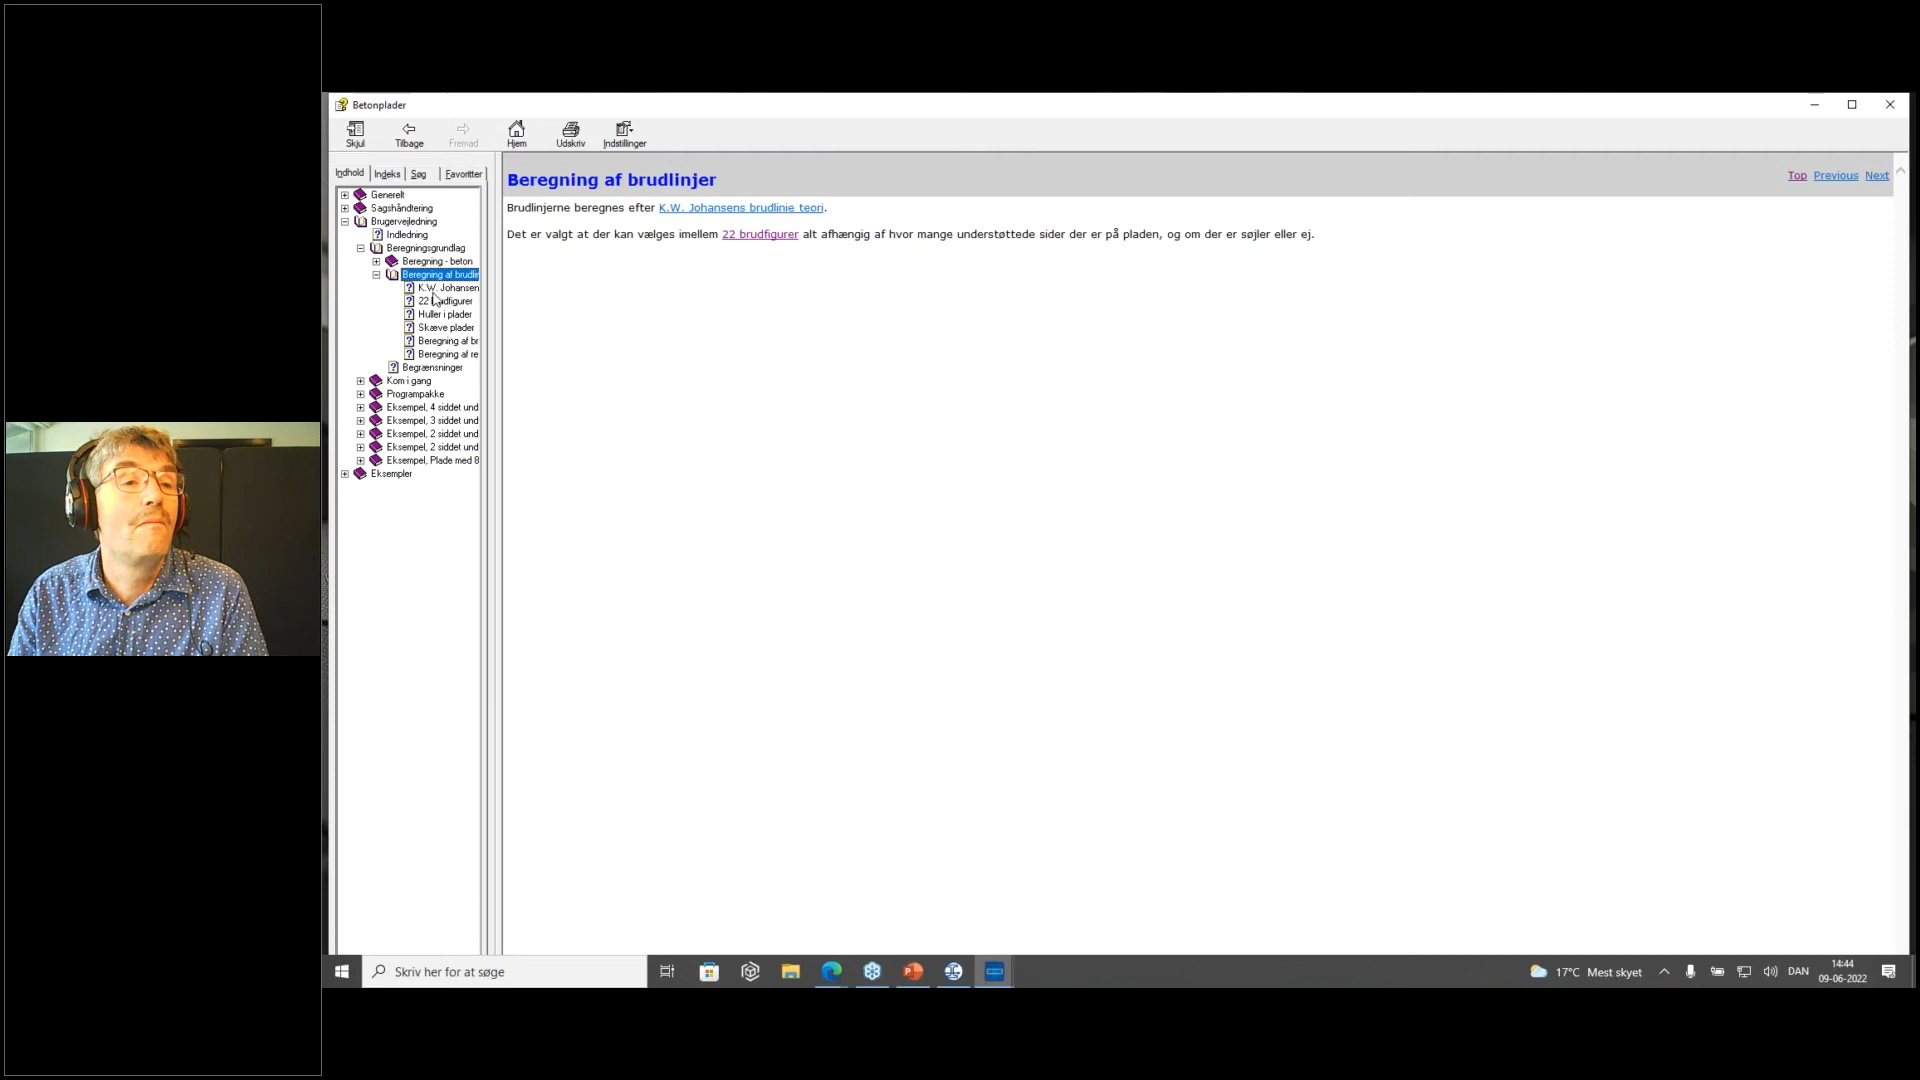 Betonplader
Skjul
Tilbage
Fremad
Hjem
Udskriv
Indstillinger
Indhold
Indeks
Søg
Favoritter
Generelt
Sagshåndtering
Brugervejledning
Indledning
Beregningsgrundlag
Beregning - beton
Beregning af brudlin
K.W. Johansen
22
Huller i plader
Skæve plader
Beregning af br
Beregning af re
Begrænsninger
Kom i gang
Programpakke
Eksempel, 4 siddet und
Eksempel, 3 siddet und
Eksempel, 2 siddet und
Eksempel, 2 siddet und
Eksempel, Plade med 8
Eksempler
Beregning af brudlinjer
Top Previous Next
Brudlinjerne beregnes efter K.W. Johansens brudlinie teori.
Det er valgt at der kan vælges imellem 22 brudfigurer alt afhængig af hvor mange understøttede sider der er på pladen, og om der er søjler eller ej.
Skriv her for at søge
17°C Mest skyet
DAN
14:44
09-06-2022